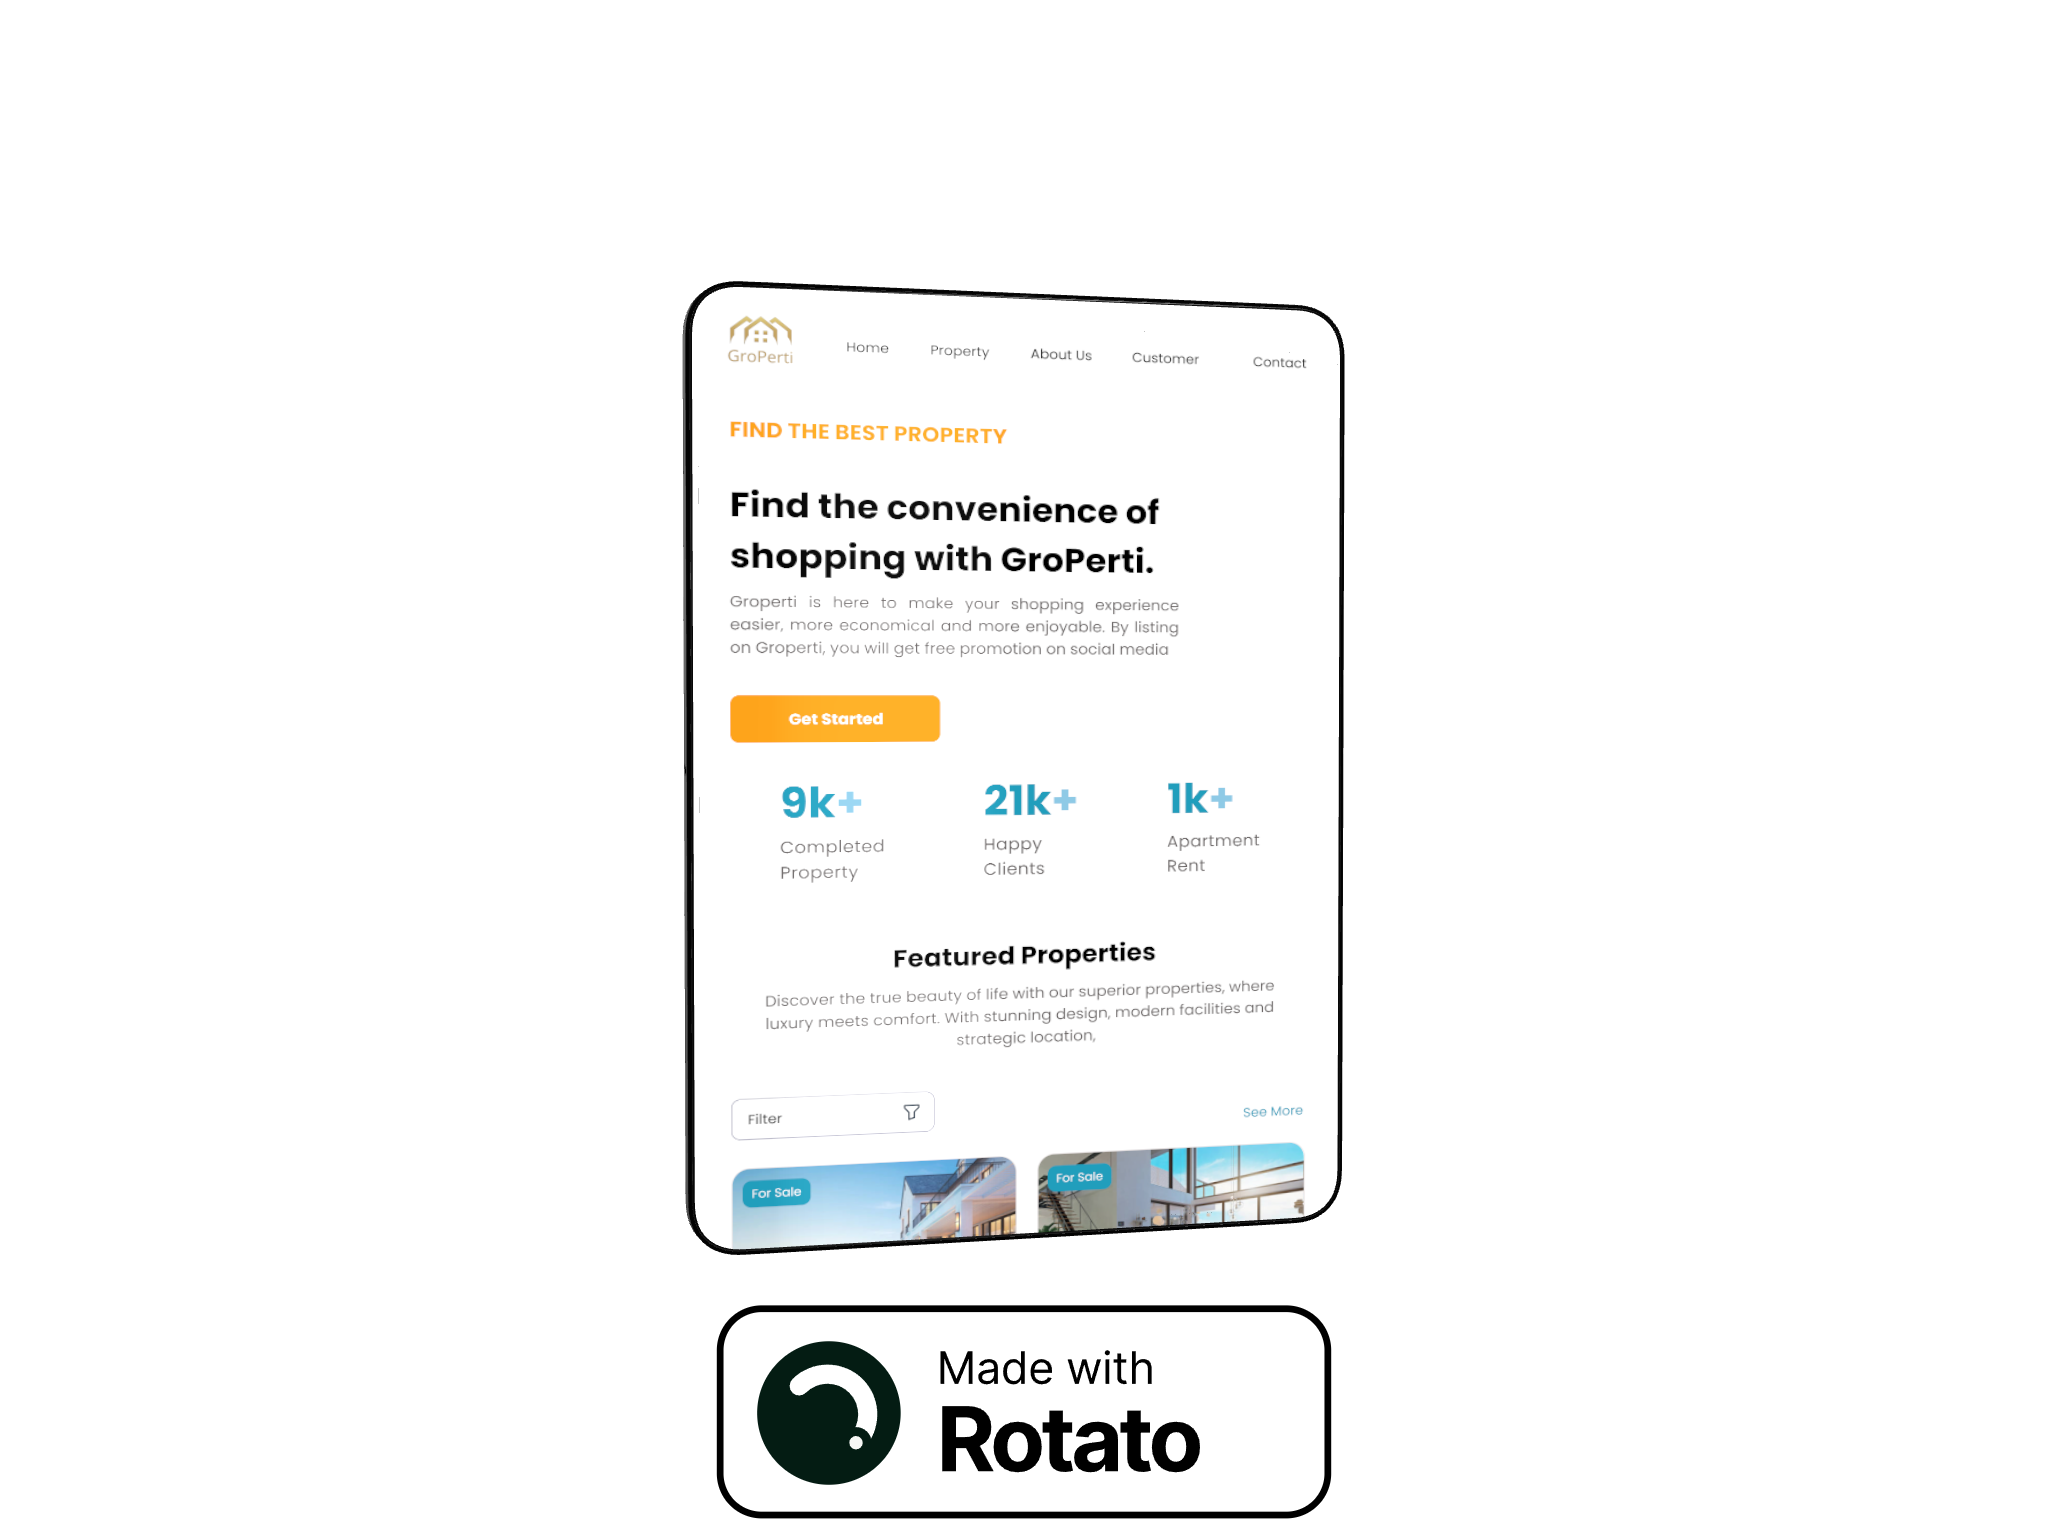 GroPerti
Home Property About Us Customer Contact
FIND THE BEST PROPERTY
Find the convenience of
shopping with GroPerti.
Groperti is here to make your shopping experience
easier, more economical and more enjoyable. By listing
on Groperti, you will get free promotion on social media
Get Started
9k+ 21k+ 1k+
Completed Happy Apartment
Property Clients Rent
Featured Properties
Discover the true beauty of life with our superior properties, where
luxury meets comfort. With stunning design, modern facilities and
strategic location,
Filter See More
For Sale For Sale
Made with
Rotato